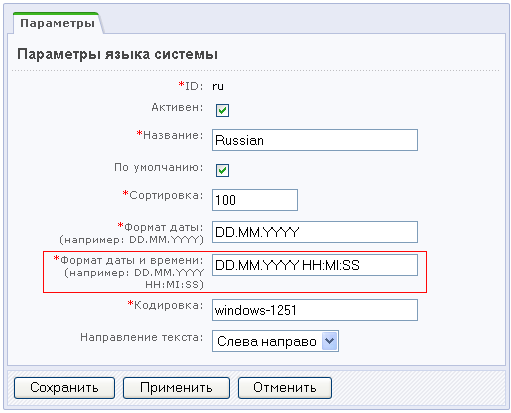 Параметры
Параметры языка системы
*ID: ru
Активен:
*Название: Russian
По умолчанию:
*Сортировка: 100
*Формат даты: DD.MM.YYYY
(например: DD.MM.YYYY)
*Формат даты и времени: DD.MM.YYYY HH:MI:SS
(например: DD.MM.YYYY
HH:MI:SS)
*Кодировка: windows-1251
Направление текста: Слева направо
Сохранить Применить Отменить